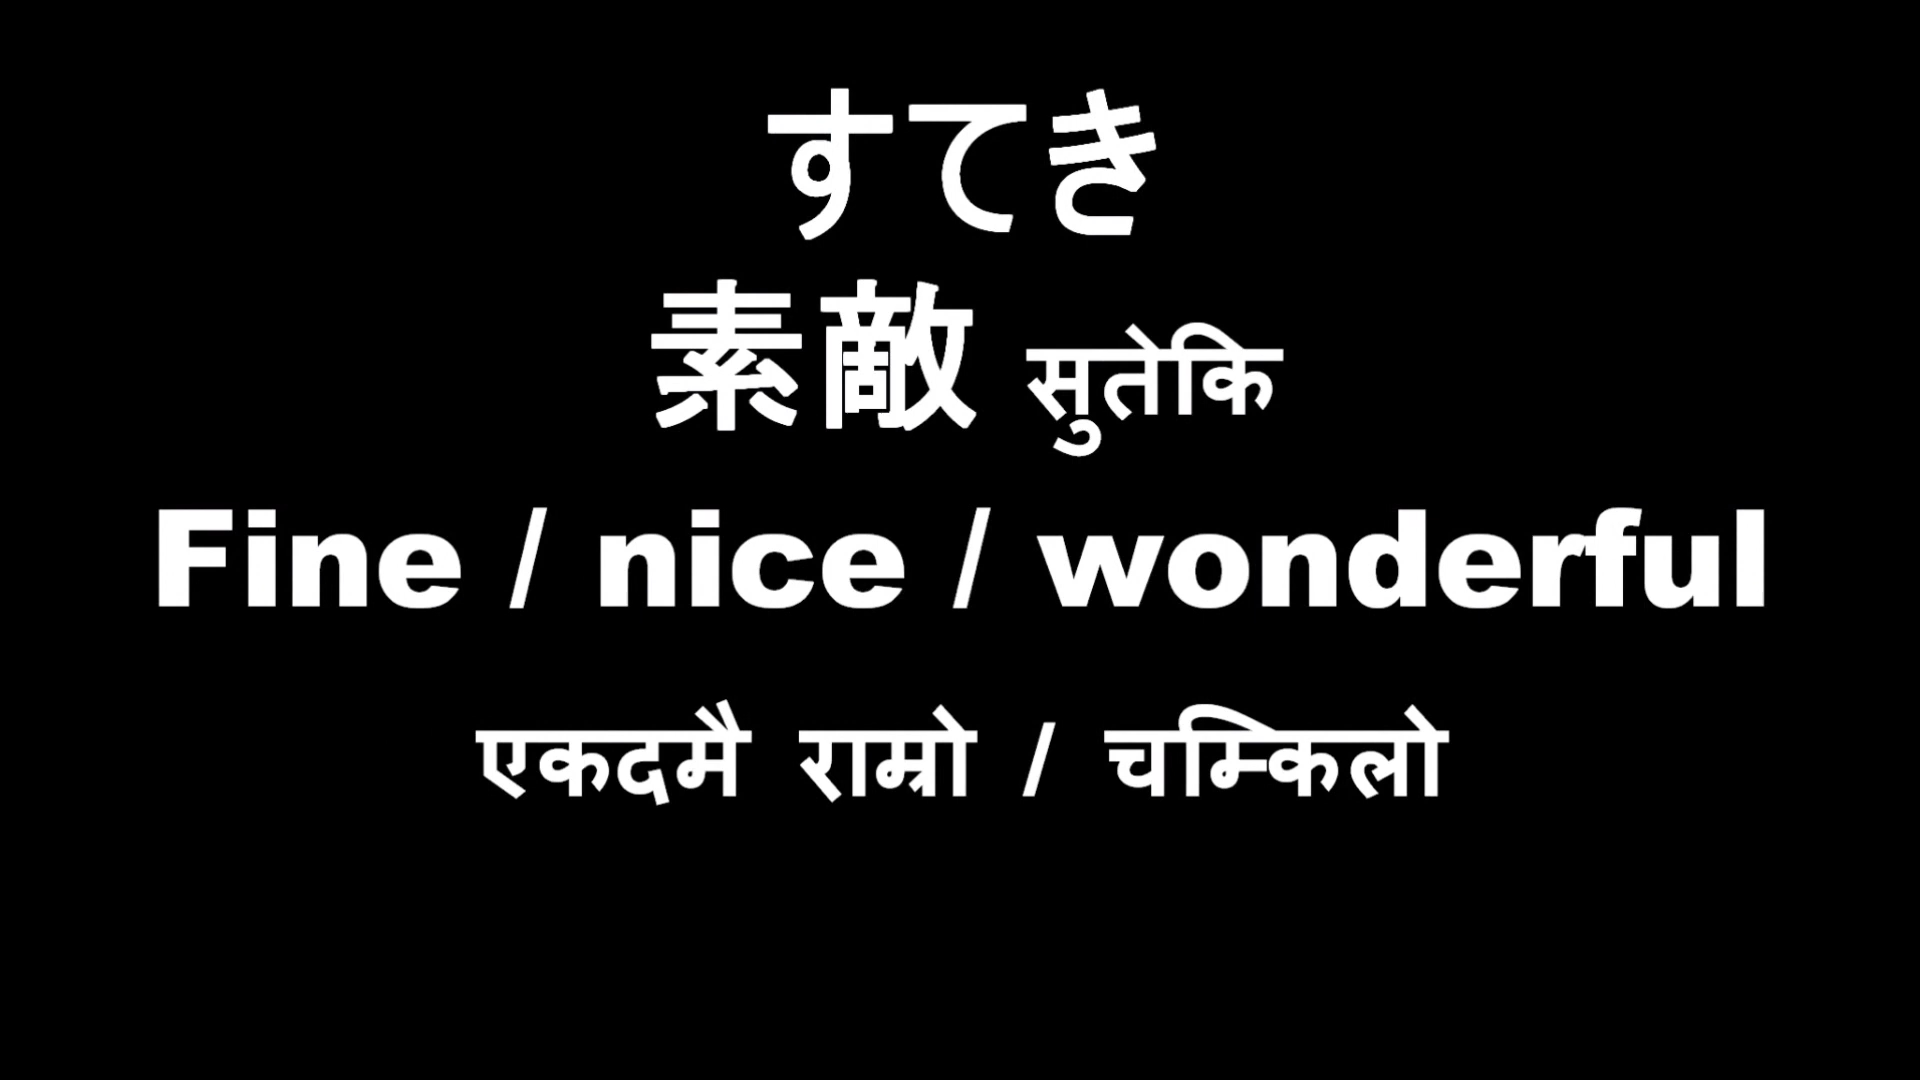 すてき
素敵 सुतेकि
Fine / nice / wonderful
एकदमै राम्रो / चम्किलो